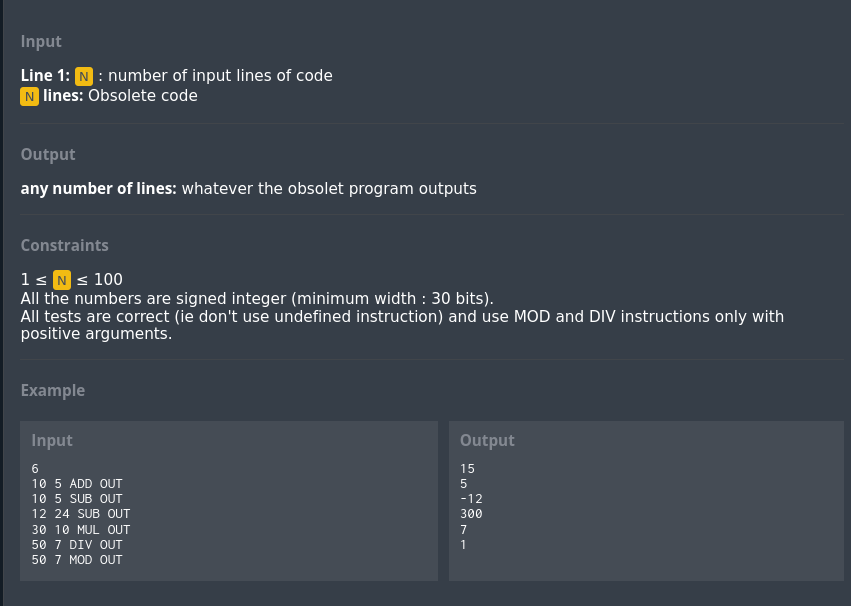 Input
Line 1: N : number of input lines of code
N lines: Obsolete code
Output
any number of lines: whatever the obsolet program outputs
Constraints
1 ≤ N ≤ 100
All the numbers are signed integer (minimum width : 30 bits).
All tests are correct (ie don't use undefined instruction) and use MOD and DIV instructions only with
positive arguments.
Example
Input
6
10 5 ADD OUT
10 5 SUB OUT
12 24 SUB OUT
30 10 MUL OUT
50 7 DIV OUT
50 7 MOD OUT
Output
15
5
-12
300
7
1